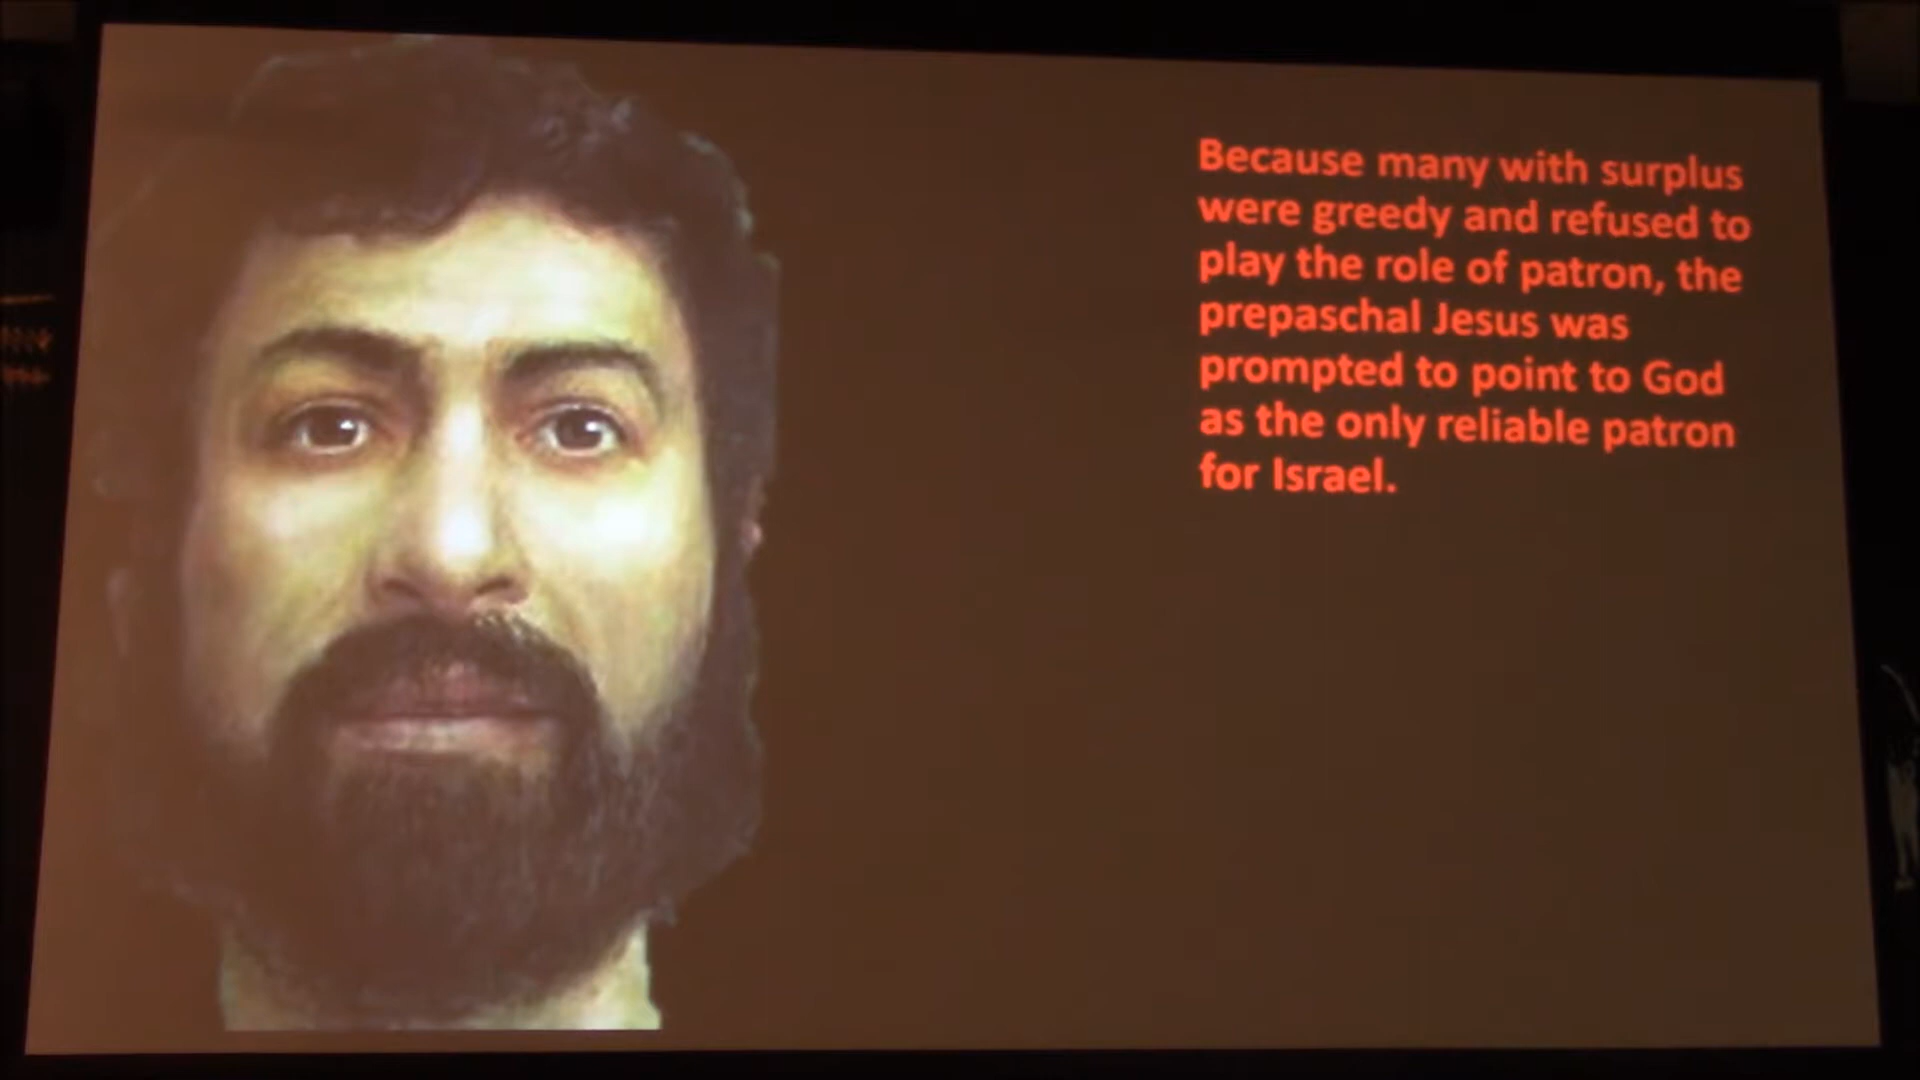 Because many with surplus
were greedy and refused to
play the role of patron, the
prepaschal Jesus was
prompted to point to God
as the only reliable patron
for Israel.